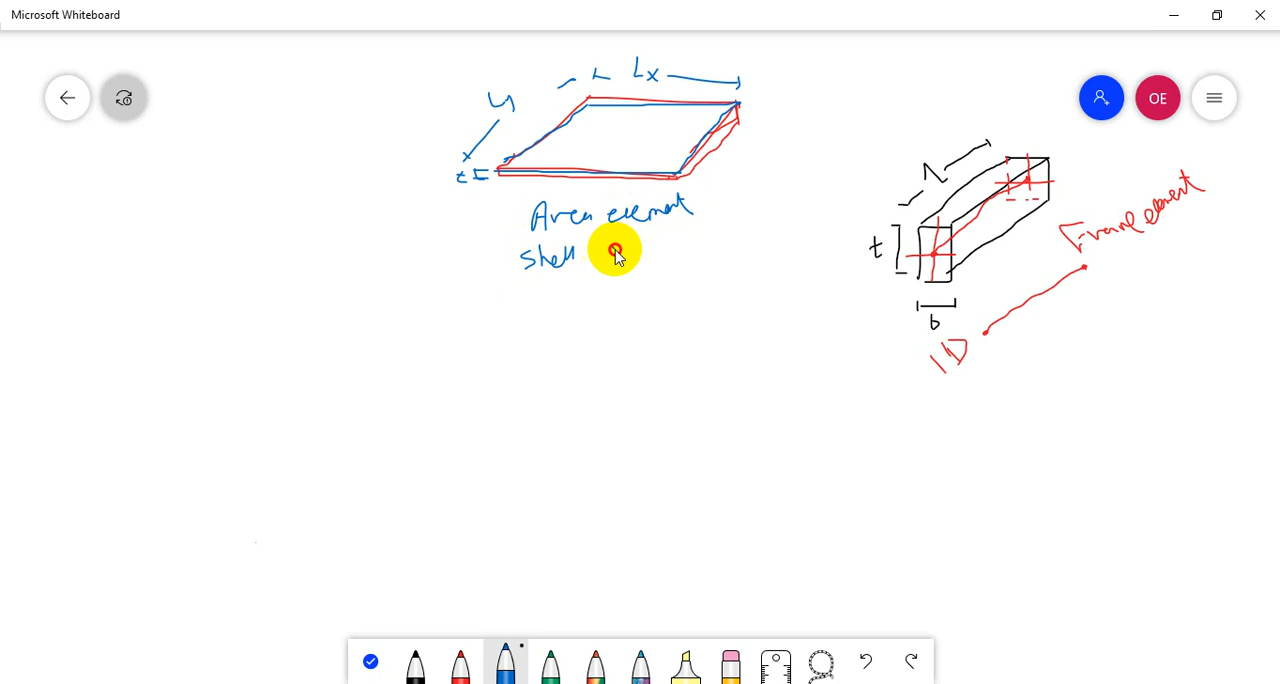 Microsoft Whiteboard
Lx
Ly
t
Area element
shell
OE
t
b
Frame element
1D